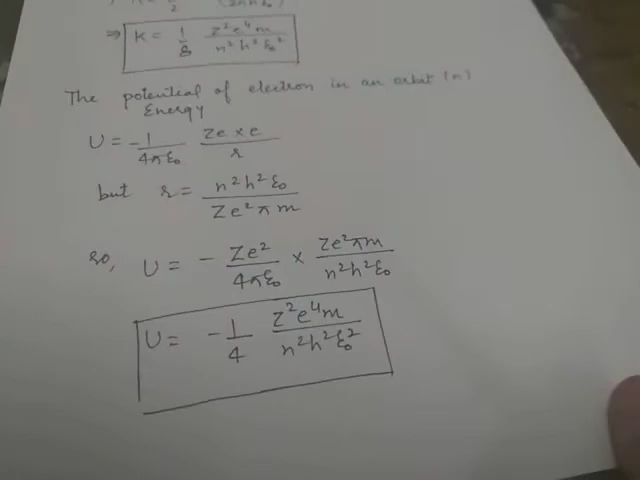 (2nhε₀)
⇒ K = 1/8 Z²e⁴m/n²h²ε₀²
The potential of electron in an orbit (n)
Energy
U = -1/4πε₀ Ze × e/r
but r = n²h²ε₀/Ze²πm
so, U = - Ze²/4πε₀ × Ze²πm/n²h²ε₀
U = -1/4 Z²e⁴m/n²h²ε₀²